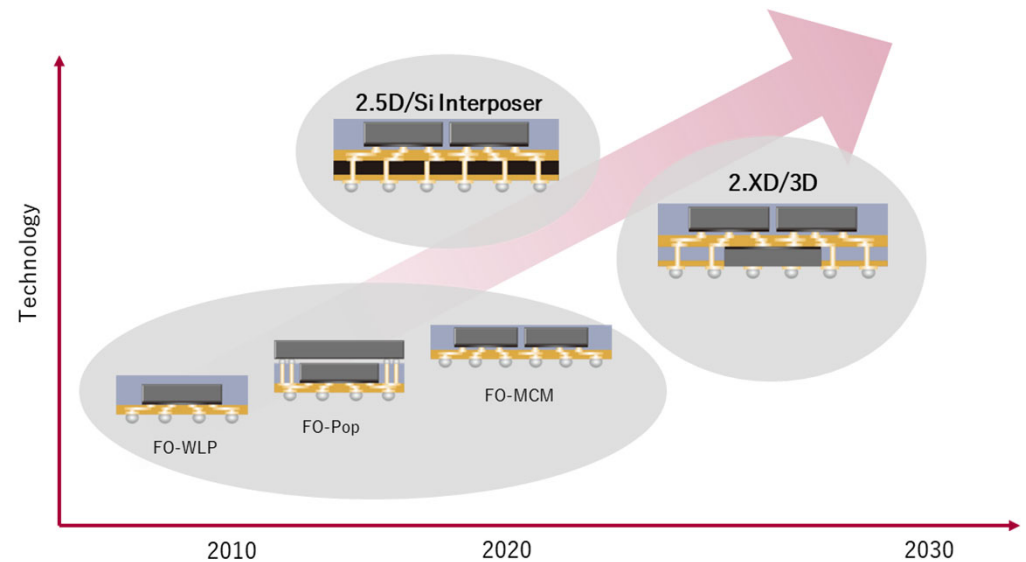 2.5D/Si Interposer
2.XD/3D
Technology
FO-MCM
FO-Pop
FO-WLP
2010
2020
2030